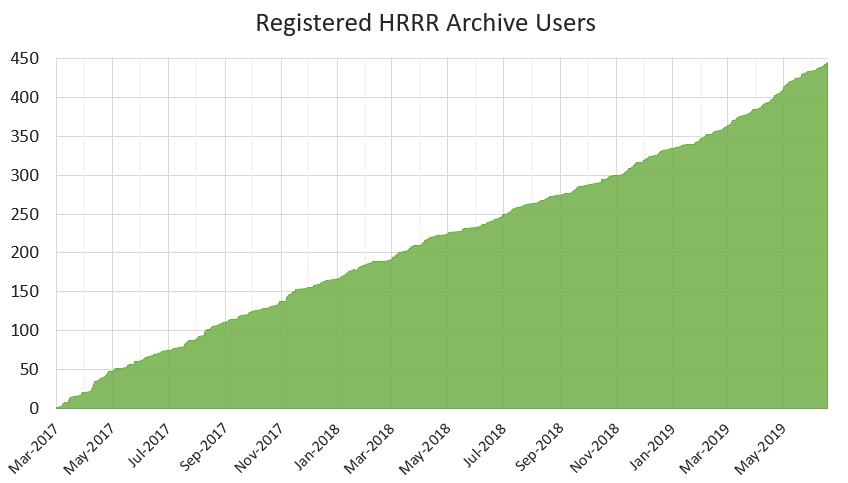 Registered HRRR Archive Users
450
400
350
300
250
200
150
100
50
0
Mar-2017
May-2017
Jul-2017
Sep-2017
Nov-2017
Jan-2018
Mar-2018
May-2018
Jul-2018
Sep-2018
Nov-2018
Jan-2019
Mar-2019
May-2019